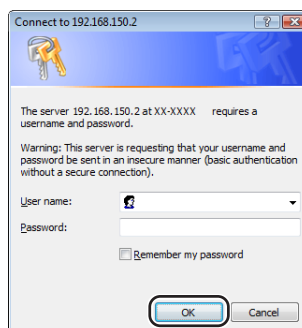 Connect to 192.168.150.2
The server 192.168.150.2 at XX-XXXX requires a
username and password.
Warning: This server is requesting that your username and
password be sent in an insecure manner (basic authentication
without a secure connection).
User name:
Password:
Remember my password
OK Cancel